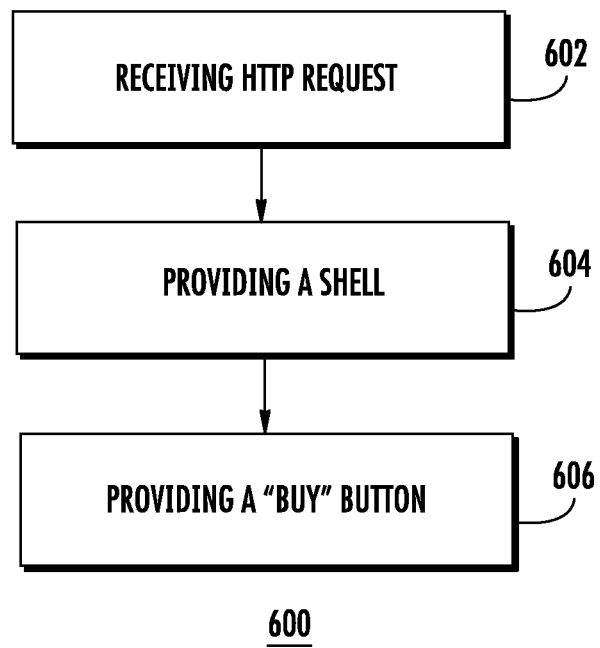 RECEIVING HTTP REQUEST
602
PROVIDING A SHELL
604
PROVIDING A “BUY” BUTTON
606
600